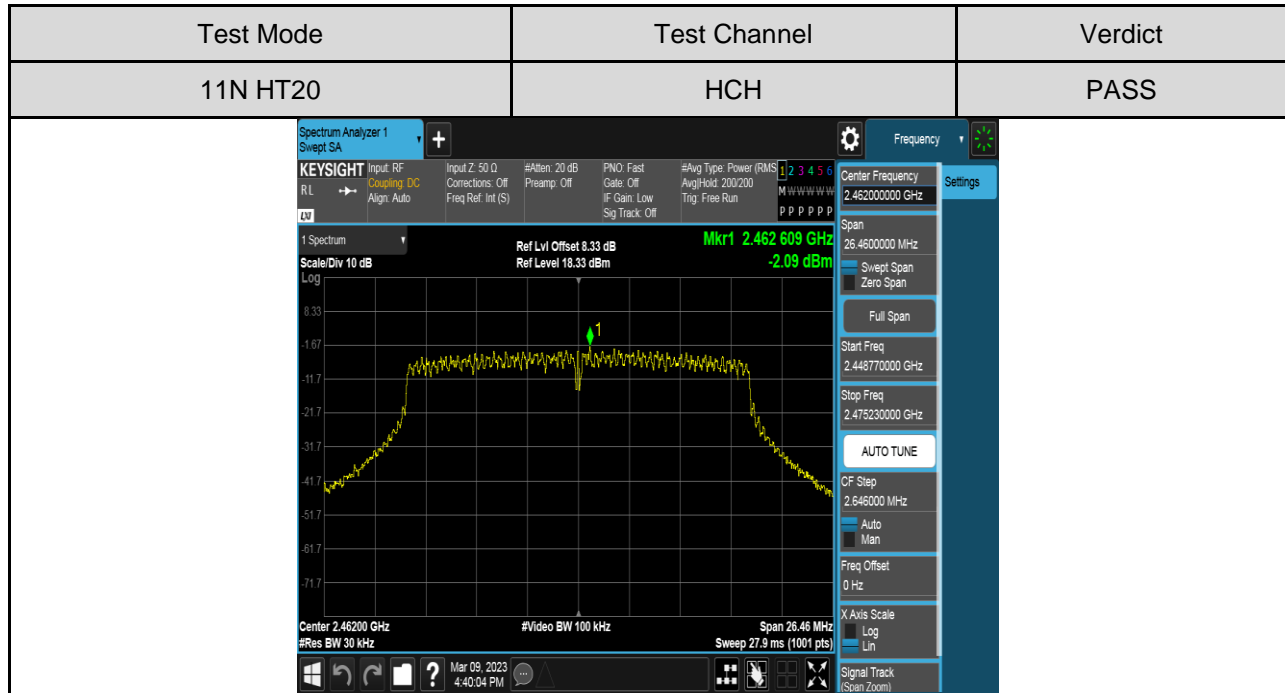 Test Mode Test Channel Verdict
11N HT20 HCH PASS
Spectrum Analyzer 1
Swept SA
+
Frequency
KEYSIGHT Input: RF Input Z: 50 Ω #Atten: 20 dB PNO: Fast #Avg Type: Power (RMS 1 2 3 4 5 6
RL Coupling: DC Corrections: Off Preamp: Off Gate: Off Avg|Hold: 200/200 M W W W W W
Align: Auto Freq Ref: Int (S) IF Gain: Low Trig: Free Run
LXI Sig Track: Off P P P P P P
1 Spectrum
Scale/Div 10 dB
Ref Lvl Offset 8.33 dB
Ref Level 18.33 dBm
Mkr1 2.462 609 GHz
-2.09 dBm
Log
8.33
-1.67
-11.7
-21.7
-31.7
-41.7
-51.7
-61.7
-71.7
1
Center 2.46200 GHz #Video BW 100 kHz Span 26.46 MHz
#Res BW 30 kHz Sweep 27.9 ms (1001 pts)
? Mar 09, 2023
4:40:04 PM
Center Frequency
2.462000000 GHz
Settings
Span
26.4600000 MHz
Swept Span
Zero Span
Full Span
Start Freq
2.448770000 GHz
Stop Freq
2.475230000 GHz
AUTO TUNE
CF Step
2.646000 MHz
Auto
Man
Freq Offset
0 Hz
X Axis Scale
Log
Lin
Signal Track
(Span Zoom)